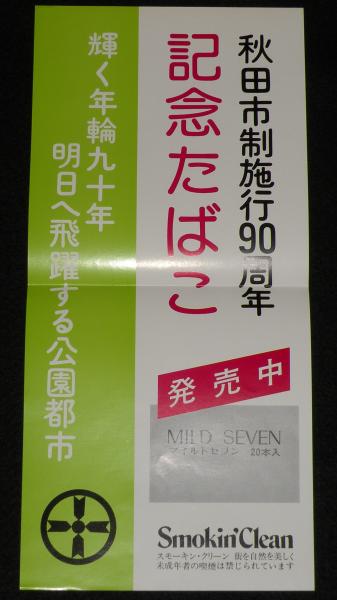 秋田市制施行90周年
記念たばこ
輝く年輪九十年
明日へ飛躍する公園都市
発売中
MILD SEVEN
マイルドセブン 20本入
Smokin'Clean
スモーキン・クリーン 街を自然を美しく
未成年者の喫煙は禁じられています